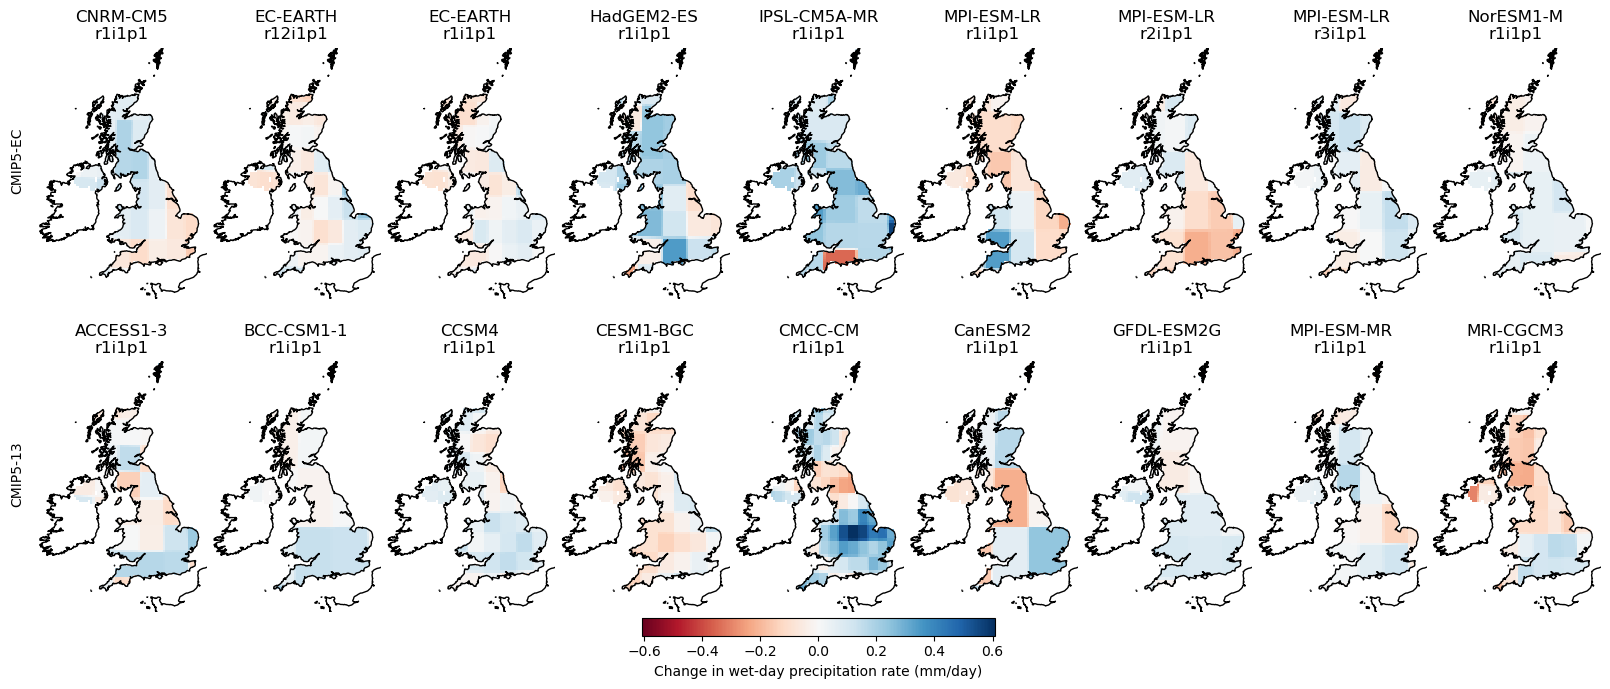 CNRM-CM5
r1i1p1
EC-EARTH
r12i1p1
EC-EARTH
r1i1p1
HadGEM2-ES
r1i1p1
IPSL-CM5A-MR
r1i1p1
MPI-ESM-LR
r1i1p1
MPI-ESM-LR
r2i1p1
MPI-ESM-LR
r3i1p1
NorESM1-M
r1i1p1
CMIP5-EC
ACCESS1-3
r1i1p1
BCC-CSM1-1
r1i1p1
CCSM4
r1i1p1
CESM1-BGC
r1i1p1
CMCC-CM
r1i1p1
CanESM2
r1i1p1
GFDL-ESM2G
r1i1p1
MPI-ESM-MR
r1i1p1
MRI-CGCM3
r1i1p1
CMIP5-13
−0.6 −0.4 −0.2 0.0 0.2 0.4 0.6
Change in wet-day precipitation rate (mm/day)